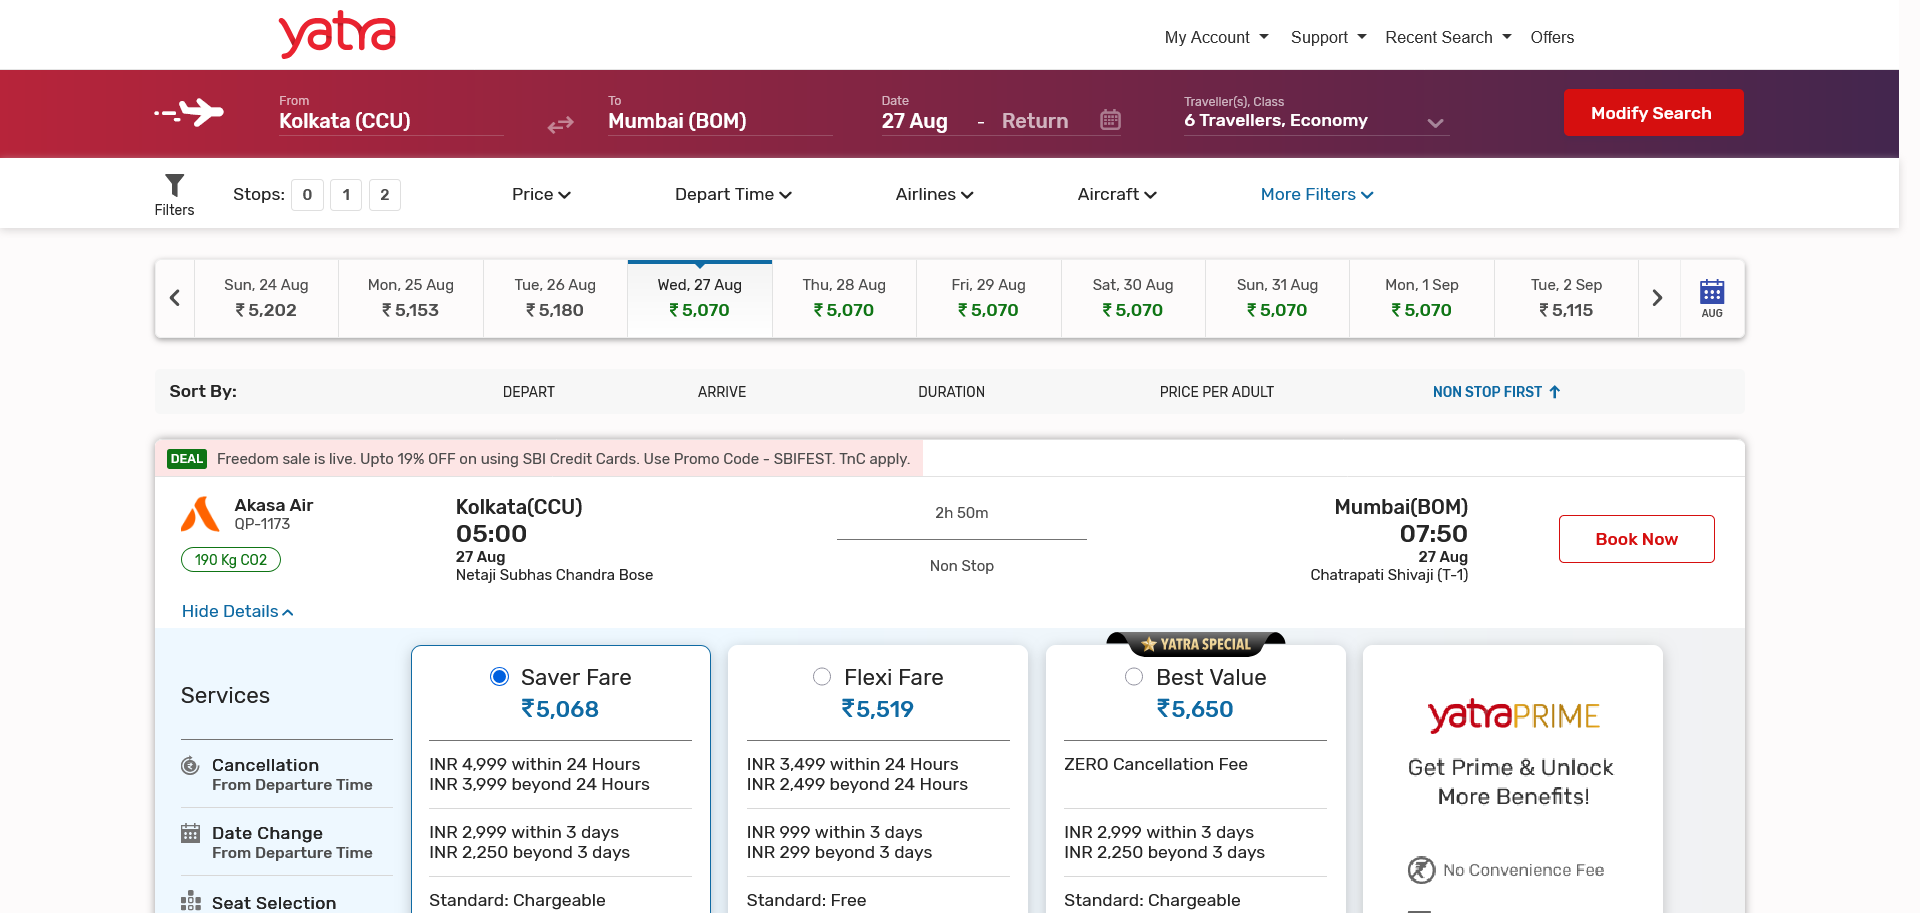 yatra
My Account
Support
Recent Search
Offers
From
Kolkata (CCU)
To
Mumbai (BOM)
Date
27 Aug
-
Return
Traveller(s), Class
6 Travellers, Economy
Modify Search
Filters
Stops: 0 1 2
Price
Depart Time
Airlines
Aircraft
More Filters
Sun, 24 Aug
₹ 5,202
Mon, 25 Aug
₹ 5,153
Tue, 26 Aug
₹ 5,180
Wed, 27 Aug
₹ 5,070
Thu, 28 Aug
₹ 5,070
Fri, 29 Aug
₹ 5,070
Sat, 30 Aug
₹ 5,070
Sun, 31 Aug
₹ 5,070
Mon, 1 Sep
₹ 5,070
Tue, 2 Sep
₹ 5,115
AUG
Sort By:
DEPART
ARRIVE
DURATION
PRICE PER ADULT
NON STOP FIRST
DEAL Freedom sale is live. Upto 19% OFF on using SBI Credit Cards. Use Promo Code - SBIFEST. TnC apply.
Akasa Air
QP-1173
190 Kg CO2
Kolkata(CCU)
05:00
27 Aug
Netaji Subhas Chandra Bose
2h 50m
Non Stop
Mumbai(BOM)
07:50
27 Aug
Chatrapati Shivaji (T-1)
Book Now
Hide Details
Services
Cancellation
From Departure Time
Date Change
From Departure Time
Seat Selection
Saver Fare
₹5,068
INR 4,999 within 24 Hours
INR 3,999 beyond 24 Hours
INR 2,999 within 3 days
INR 2,250 beyond 3 days
Standard: Chargeable
Flexi Fare
₹5,519
INR 3,499 within 24 Hours
INR 2,499 beyond 24 Hours
INR 999 within 3 days
INR 299 beyond 3 days
Standard: Free
YATRA SPECIAL
Best Value
₹5,650
ZERO Cancellation Fee
INR 2,999 within 3 days
INR 2,250 beyond 3 days
Standard: Chargeable
yatraPRIME
Get Prime & Unlock
More Benefits!
No Convenience Fee